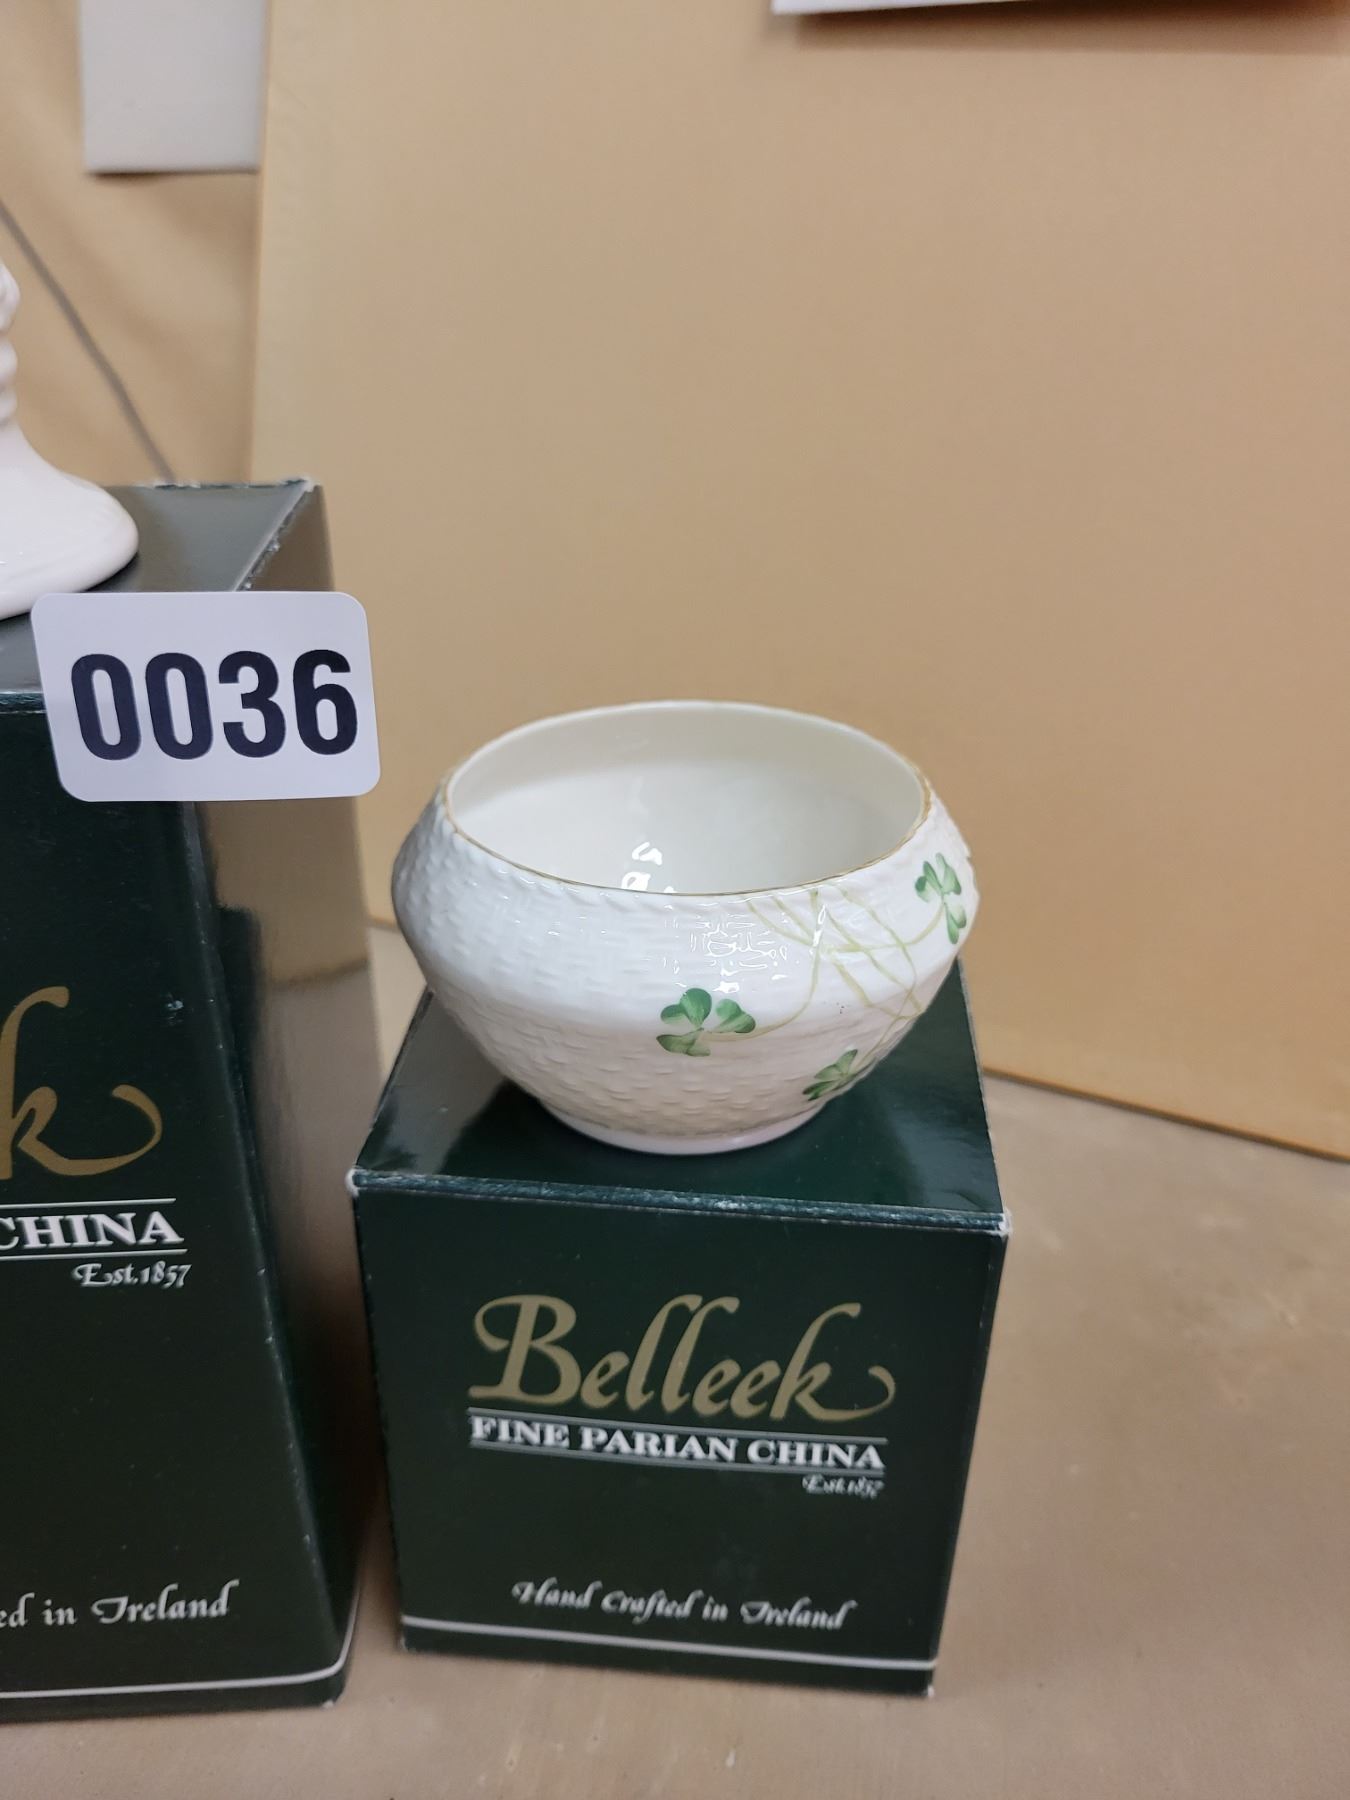 0036
k
CHINA
Est. 1857
ed in Ireland
Belleek
FINE PARIAN CHINA
Est. 1857
Hand Crafted in Ireland